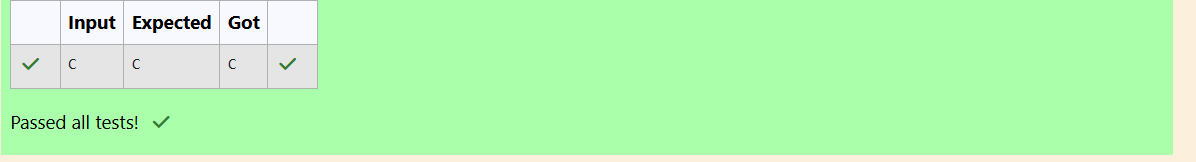 Input Expected Got
C C C
Passed all tests!